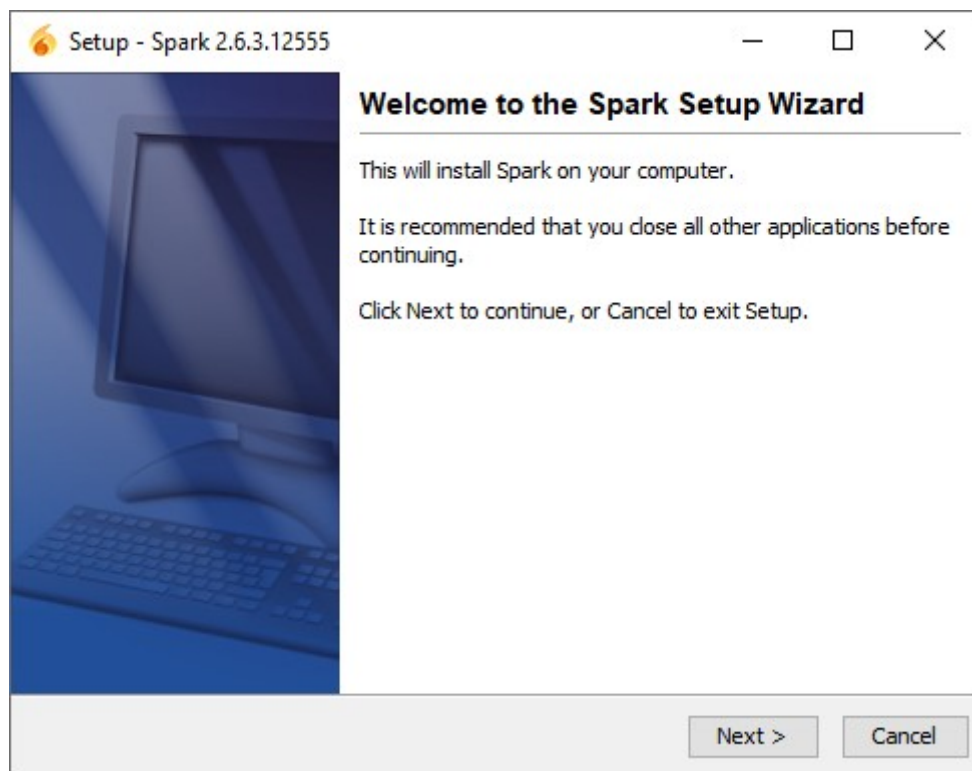 Setup - Spark 2.6.3.12555
Welcome to the Spark Setup Wizard
This will install Spark on your computer.
It is recommended that you close all other applications before
continuing.
Click Next to continue, or Cancel to exit Setup.
Next >
Cancel